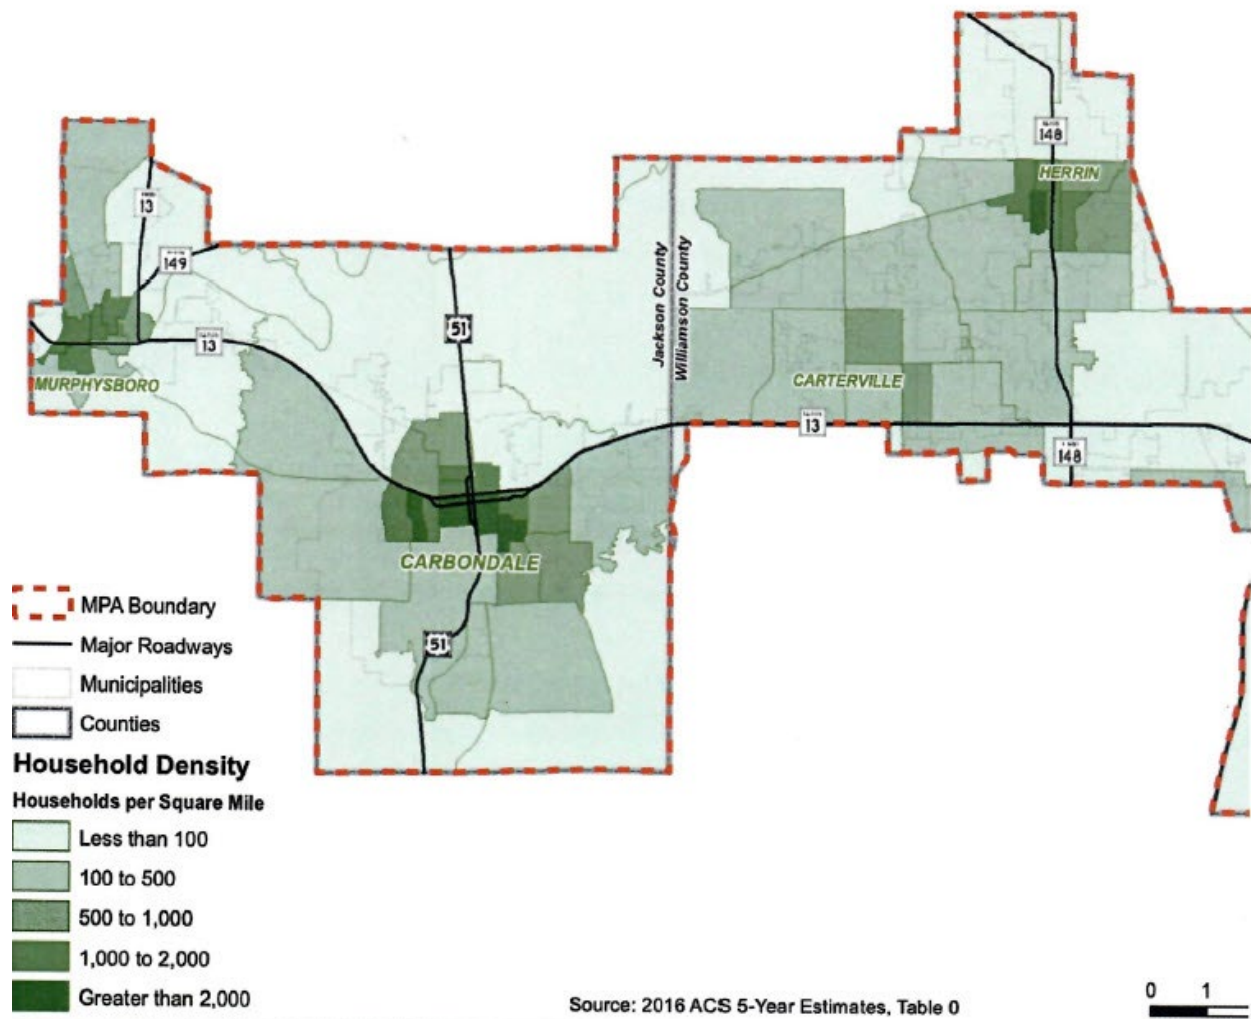 148
HERRIN
13
149
51
Jackson County
Williamson County
13
MURPHYSBORO
CARTERVILLE
13
148
CARBONDALE
51
MPA Boundary
Major Roadways
Municipalities
Counties
Household Density
Households per Square Mile
Less than 100
100 to 500
500 to 1,000
1,000 to 2,000
Greater than 2,000
Source: 2016 ACS 5-Year Estimates, Table 0
0 1